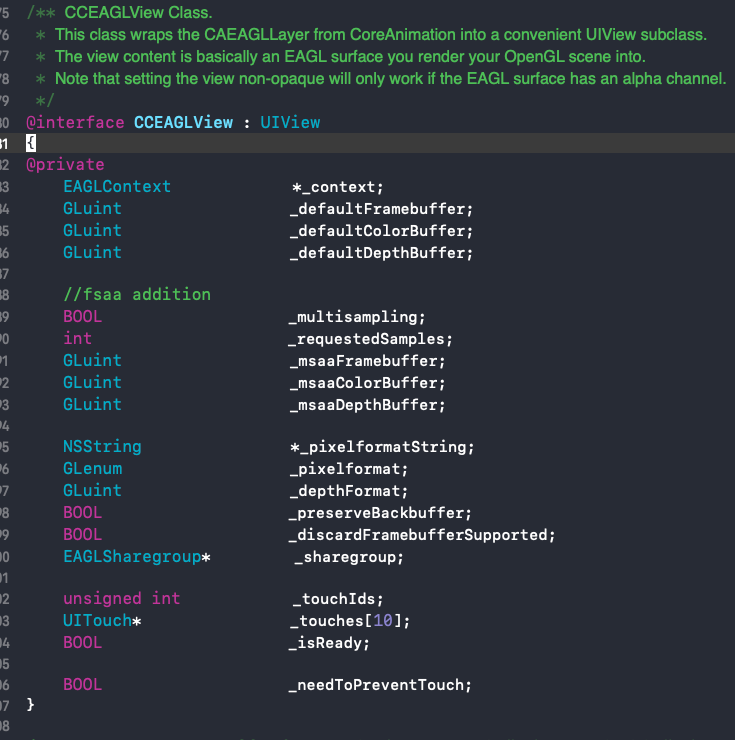 75 /** CCEAGLView Class.
76  *  This class wraps the CAEAGLLayer from CoreAnimation into a convenient UIView subclass.
77  *  The view content is basically an EAGL surface you render your OpenGL scene into.
78  *  Note that setting the view non-opaque will only work if the EAGL surface has an alpha channel.
79  */
80 @interface CCEAGLView : UIView
81 {
82 @private
83     EAGLContext            *_context;
84     GLuint                 _defaultFramebuffer;
85     GLuint                 _defaultColorBuffer;
86     GLuint                 _defaultDepthBuffer;
87
88     //fsaa addition
89     BOOL                   _multisampling;
90     int                    _requestedSamples;
91     GLuint                 _msaaFramebuffer;
92     GLuint                 _msaaColorBuffer;
93     GLuint                 _msaaDepthBuffer;
94
95     NSString               *_pixelformatString;
96     GLenum                 _pixelformat;
97     GLuint                 _depthFormat;
98     BOOL                   _preserveBackbuffer;
99     BOOL                   _discardFramebufferSupported;
00     EAGLSharegroup*        _sharegroup;
01
02     unsigned int           _touchIds;
03     UITouch*               _touches[10];
04     BOOL                   _isReady;
05
06     BOOL                   _needToPreventTouch;
07 }
08